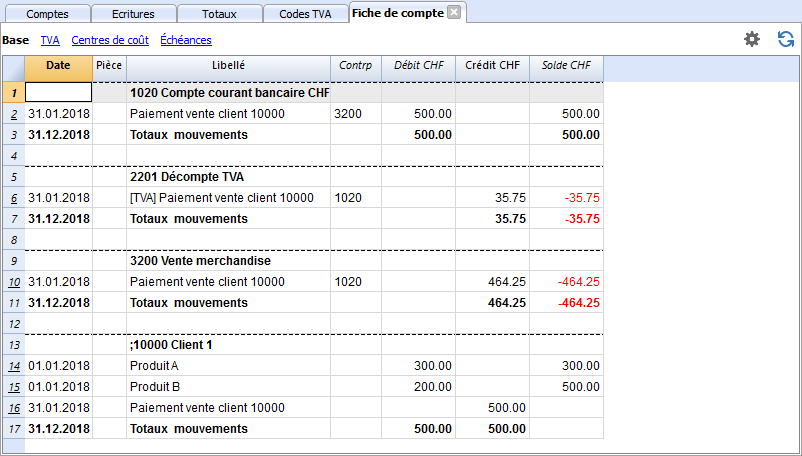 Comptes Ecritures Totaux Codes TVA Fiche de compte
Base TVA Centres de coût Échéances
Date Pièce Libellé Contrp Débit CHF Crédit CHF Solde CHF
1 1020 Compte courant bancaire CHF
2 31.01.2018 Paiement vente client 10000 3200 500.00 500.00
3 31.12.2018 Totaux mouvements 500.00 500.00
4
5 2201 Décompte TVA
6 31.01.2018 [TVA] Paiement vente client 10000 1020 35.75 -35.75
7 31.12.2018 Totaux mouvements 35.75 -35.75
8
9 3200 Vente merchandise
10 31.01.2018 Paiement vente client 10000 1020 464.25 -464.25
11 31.12.2018 Totaux mouvements 464.25 -464.25
12
13 ;10000 Client 1
14 01.01.2018 Produit A 300.00 300.00
15 01.01.2018 Produit B 200.00 500.00
16 31.01.2018 Paiement vente client 10000 500.00
17 31.12.2018 Totaux mouvements 500.00 500.00